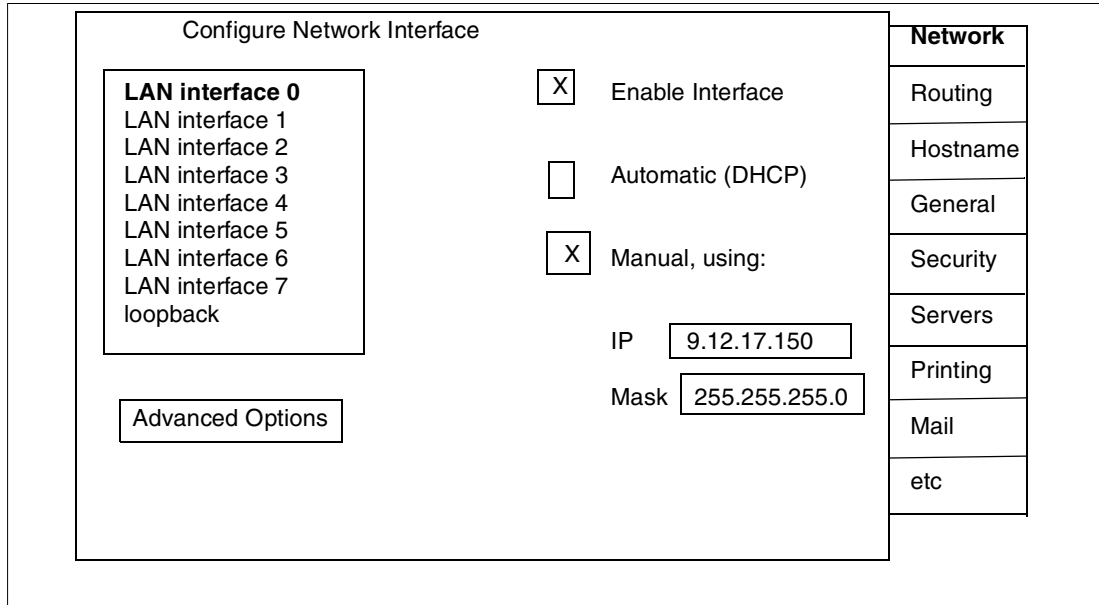 Configure Network Interface
LAN interface 0
LAN interface 1
LAN interface 2
LAN interface 3
LAN interface 4
LAN interface 5
LAN interface 6
LAN interface 7
loopback
Advanced Options
X Enable Interface
Automatic (DHCP)
X Manual, using:
IP 9.12.17.150
Mask 255.255.255.0
Network
Routing
Hostname
General
Security
Servers
Printing
Mail
etc